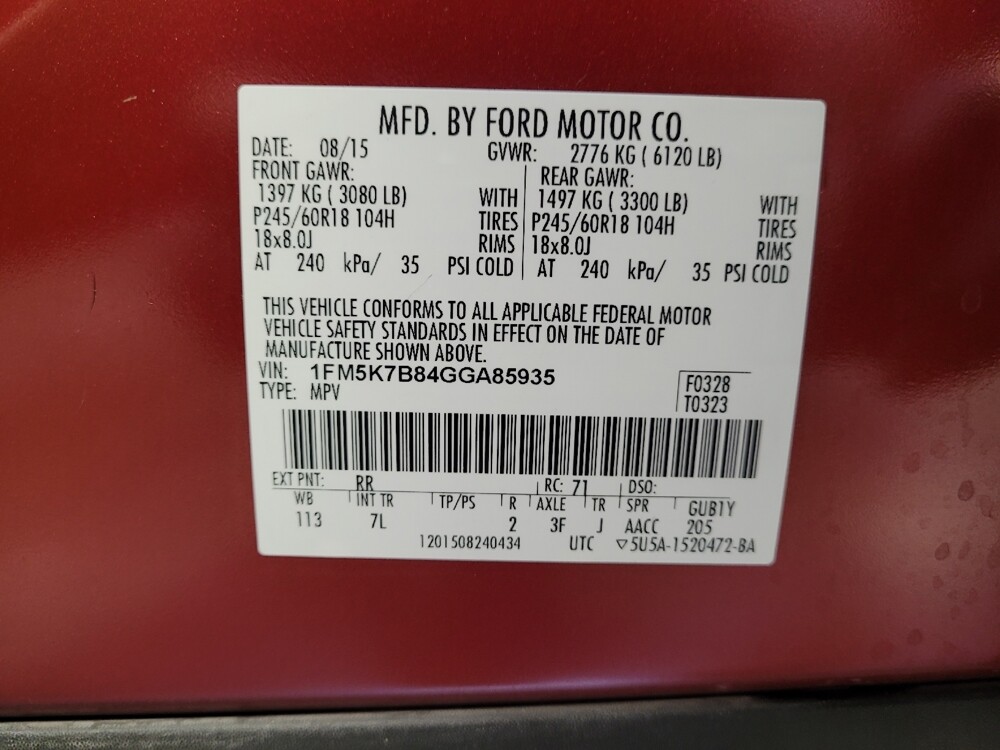 MFD. BY FORD MOTOR CO.
DATE: 08/15 GVWR: 2776 KG ( 6120 LB)
FRONT GAWR: REAR GAWR:
1397 KG ( 3080 LB) WITH 1497 KG ( 3300 LB) WITH
P245/60R18 104H TIRES P245/60R18 104H TIRES
18x8.0J RIMS 18x8.0J RIMS
AT 240 kPa/ 35 PSI COLD AT 240 kPa/ 35 PSI COLD
THIS VEHICLE CONFORMS TO ALL APPLICABLE FEDERAL MOTOR
VEHICLE SAFETY STANDARDS IN EFFECT ON THE DATE OF
MANUFACTURE SHOWN ABOVE.
VIN: 1FM5K7B84GGA85935 F0328
TYPE: MPV T0323
EXT PNT: RR RC: 71 DSO:
WB INT TR TP/PS R AXLE TR SPR GUB1Y
113 7L 2 3F J AACC 205
1201508240434 UTC ▽5U5A-1520472-BA